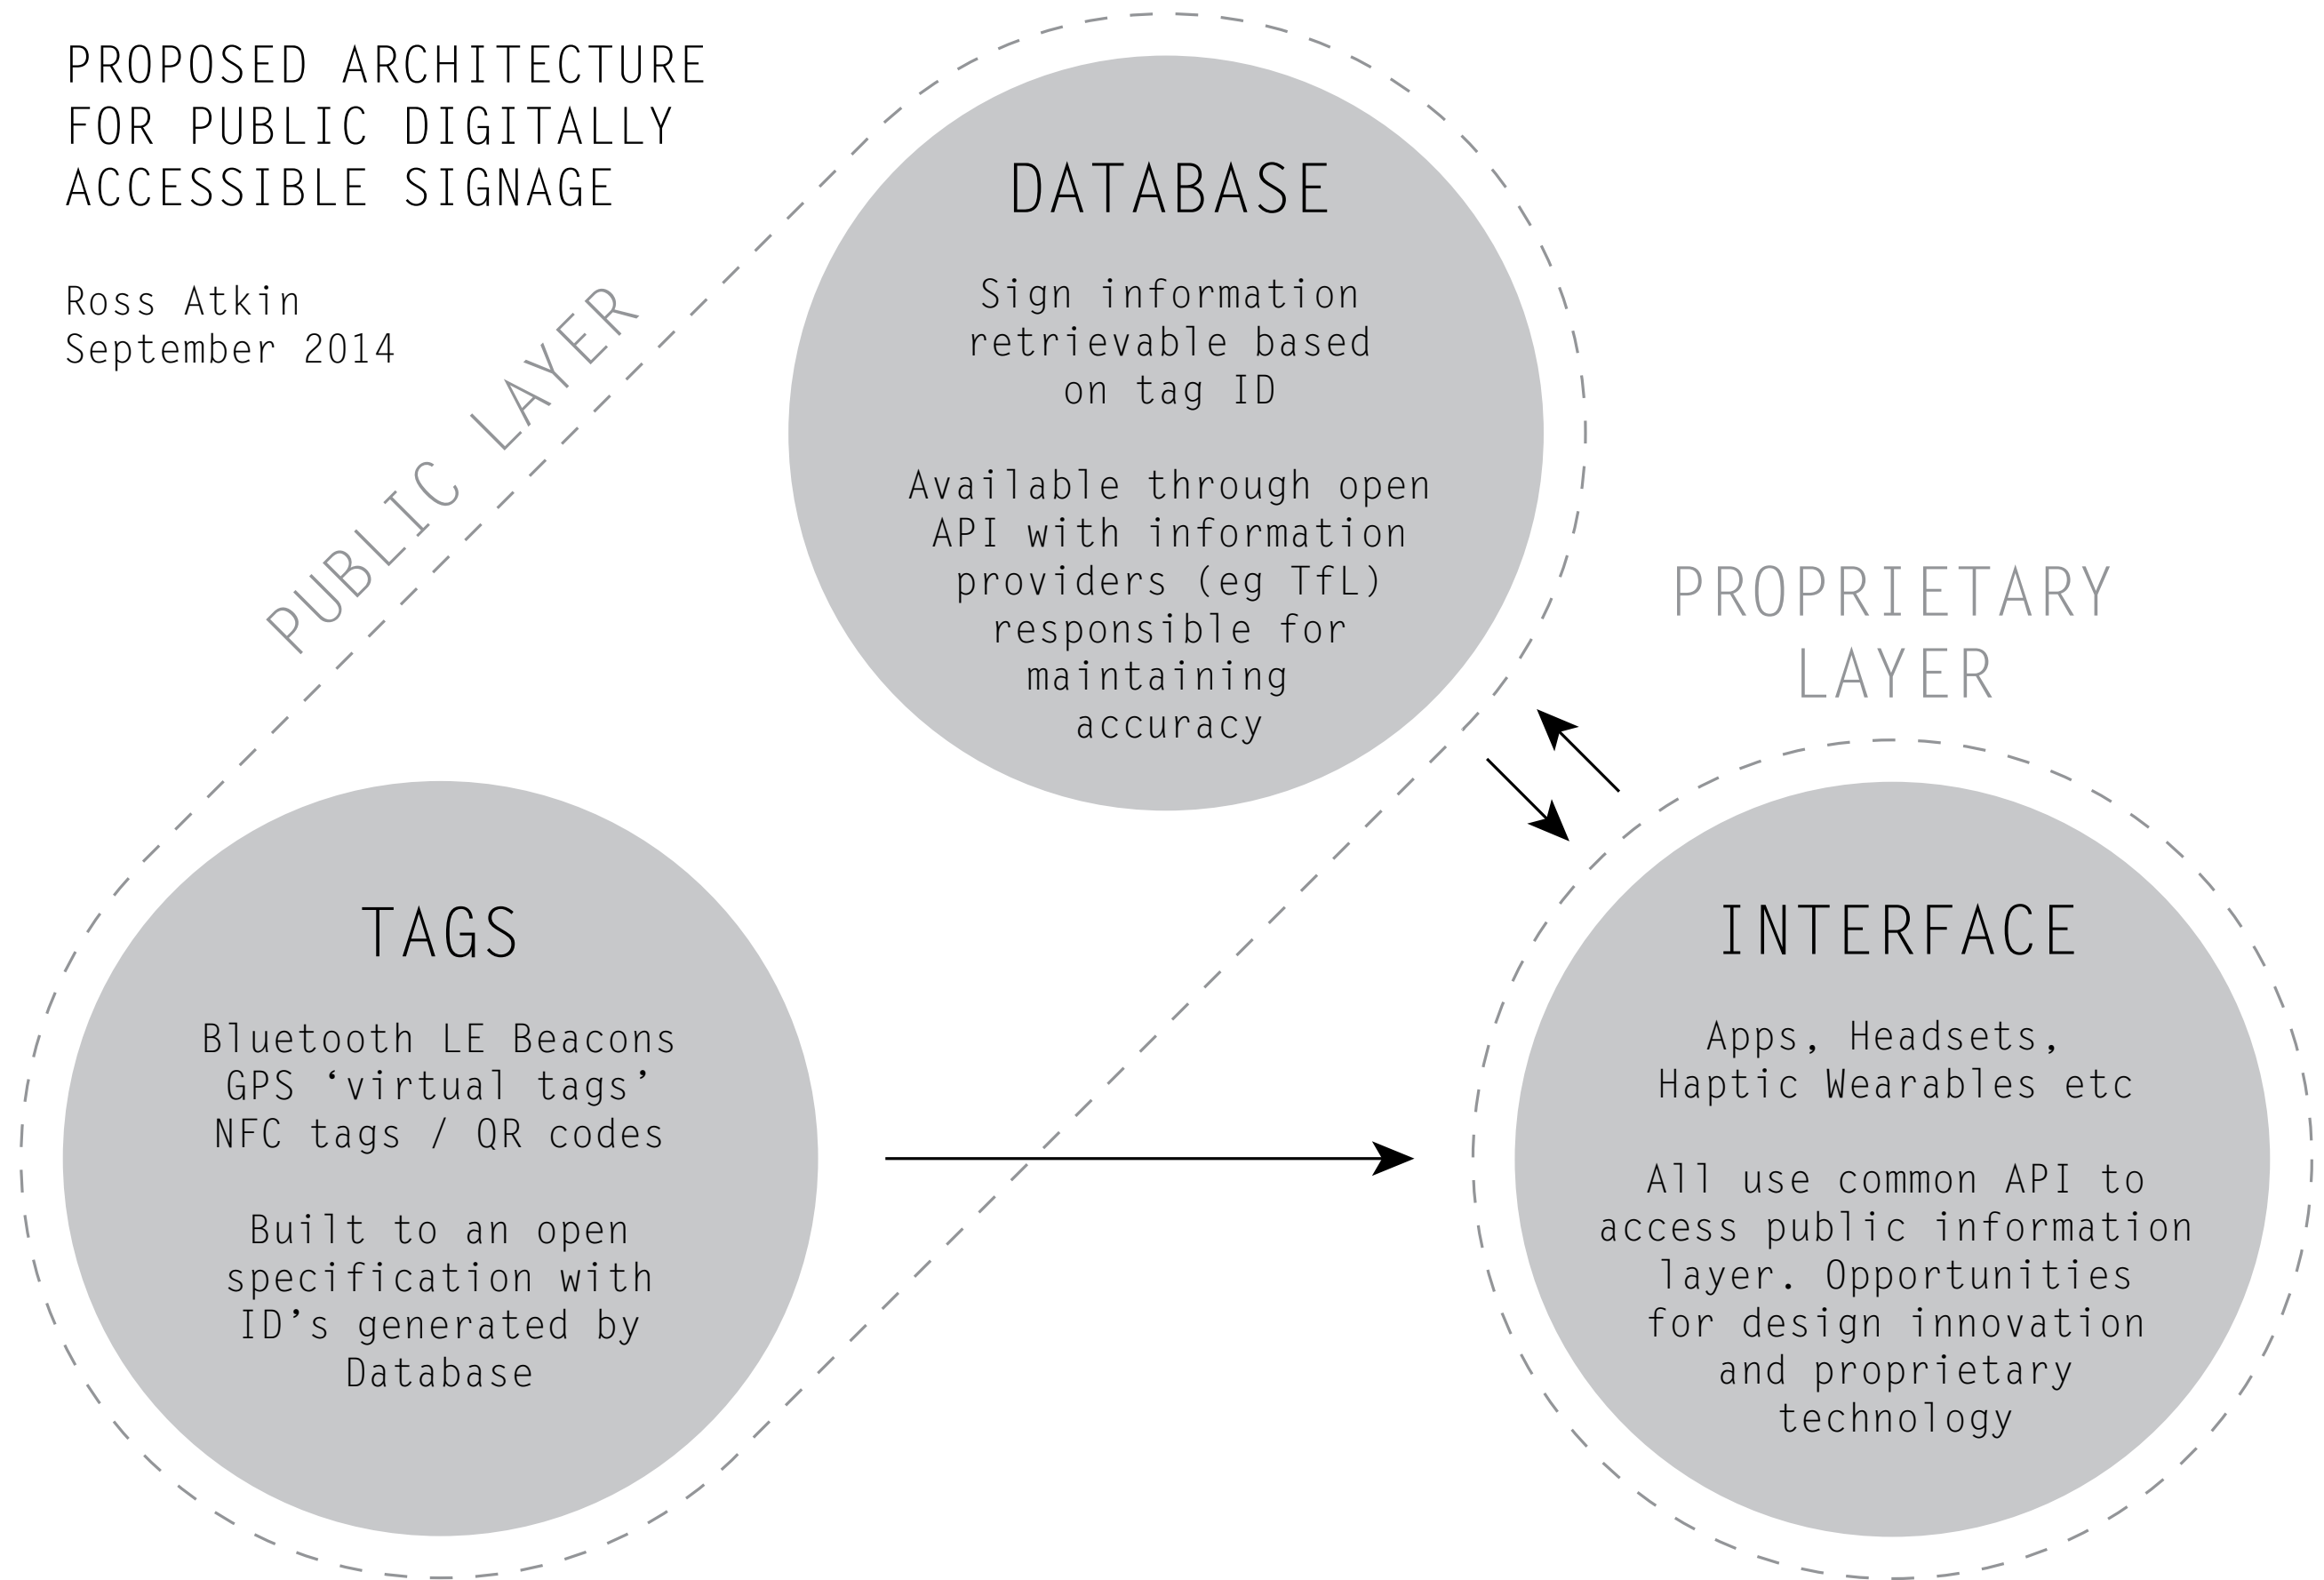 PROPOSED ARCHITECTURE
FOR PUBLIC DIGITALLY
ACCESSIBLE SIGNAGE
Ross Atkin
September 2014
PUBLIC LAYER
DATABASE
Sign information
retrievable based
on tag ID
Available through open
API with information
providers (eg TfL)
responsible for
maintaining
accuracy
PROPRIETARY
LAYER
TAGS
Bluetooth LE Beacons
GPS ‘virtual tags’
NFC tags / QR codes
Built to an open
specification with
ID’s generated by
Database
INTERFACE
Apps, Headsets,
Haptic Wearables etc
All use common API to
access public information
layer. Opportunities
for design innovation
and proprietary
technology